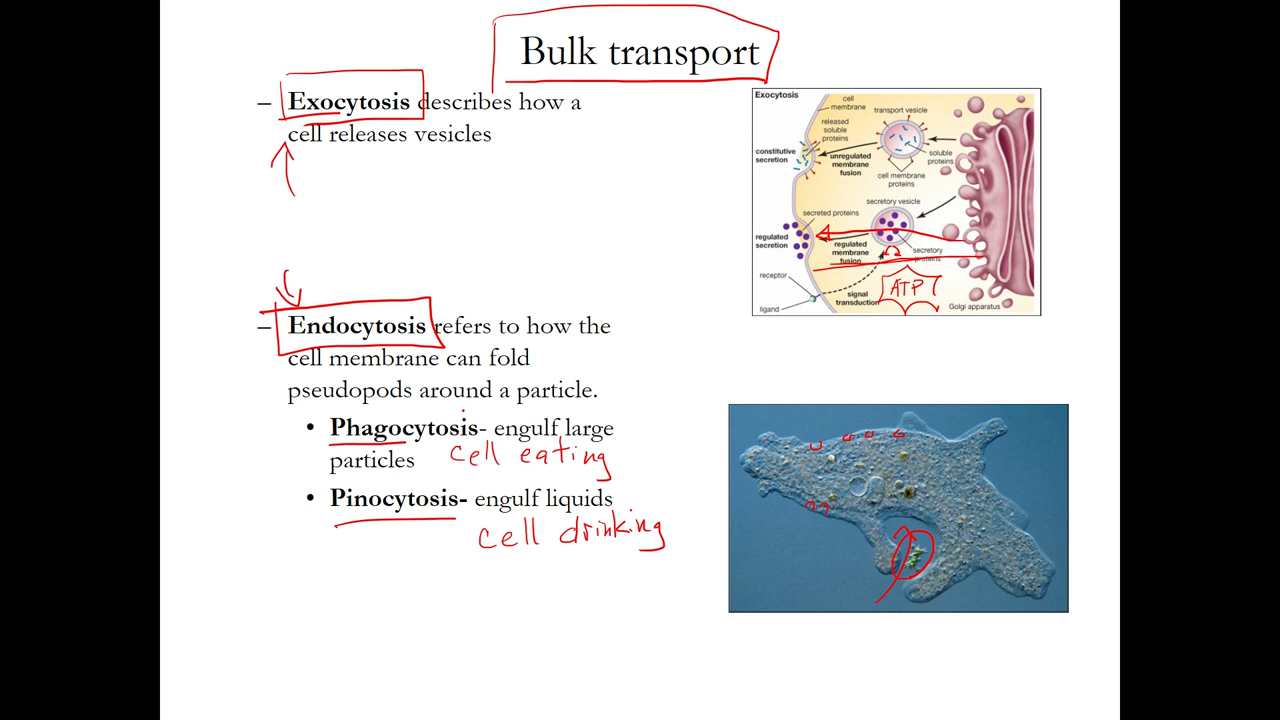 Bulk transport
– Exocytosis describes how a
cell releases vesicles
Exocytosis
cell
membrane
transport vesicle
released
soluble
proteins
constitutive
secretion
unregulated
membrane
fusion
soluble
proteins
cell membrane
proteins
secretory vesicle
secreted proteins
regulated
secretion
regulated
membrane
fusion
secretory
proteins
receptor
signal
transduction
ATP
ligand
Golgi apparatus
– Endocytosis refers to how the
cell membrane can fold
pseudopods around a particle.
• Phagocytosis- engulf large
particles
cell eating
• Pinocytosis- engulf liquids
cell drinking